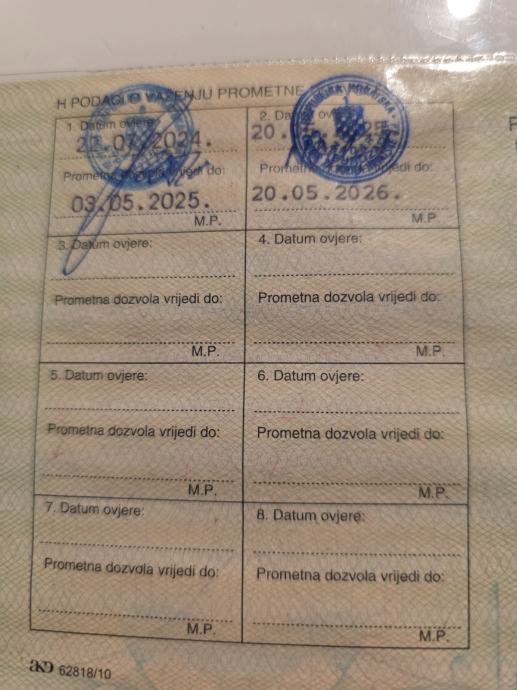 H PODACI O VAŽENJU PROMETNE
1. Datum ovjere:
22.07.2024.
Prometna dozvola vrijedi do:
03.05.2025.
M.P.
2. Datum ovjere:
20.
Prometna dozvola vrijedi do:
20.05.2026.
M.P.
3. Datum ovjere:
Prometna dozvola vrijedi do:
M.P.
4. Datum ovjere:
Prometna dozvola vrijedi do:
M.P.
5. Datum ovjere:
Prometna dozvola vrijedi do:
M.P.
6. Datum ovjere:
Prometna dozvola vrijedi do:
M.P.
7. Datum ovjere:
Prometna dozvola vrijedi do:
M.P.
8. Datum ovjere:
Prometna dozvola vrijedi do:
M.P.
AKD 62818/10